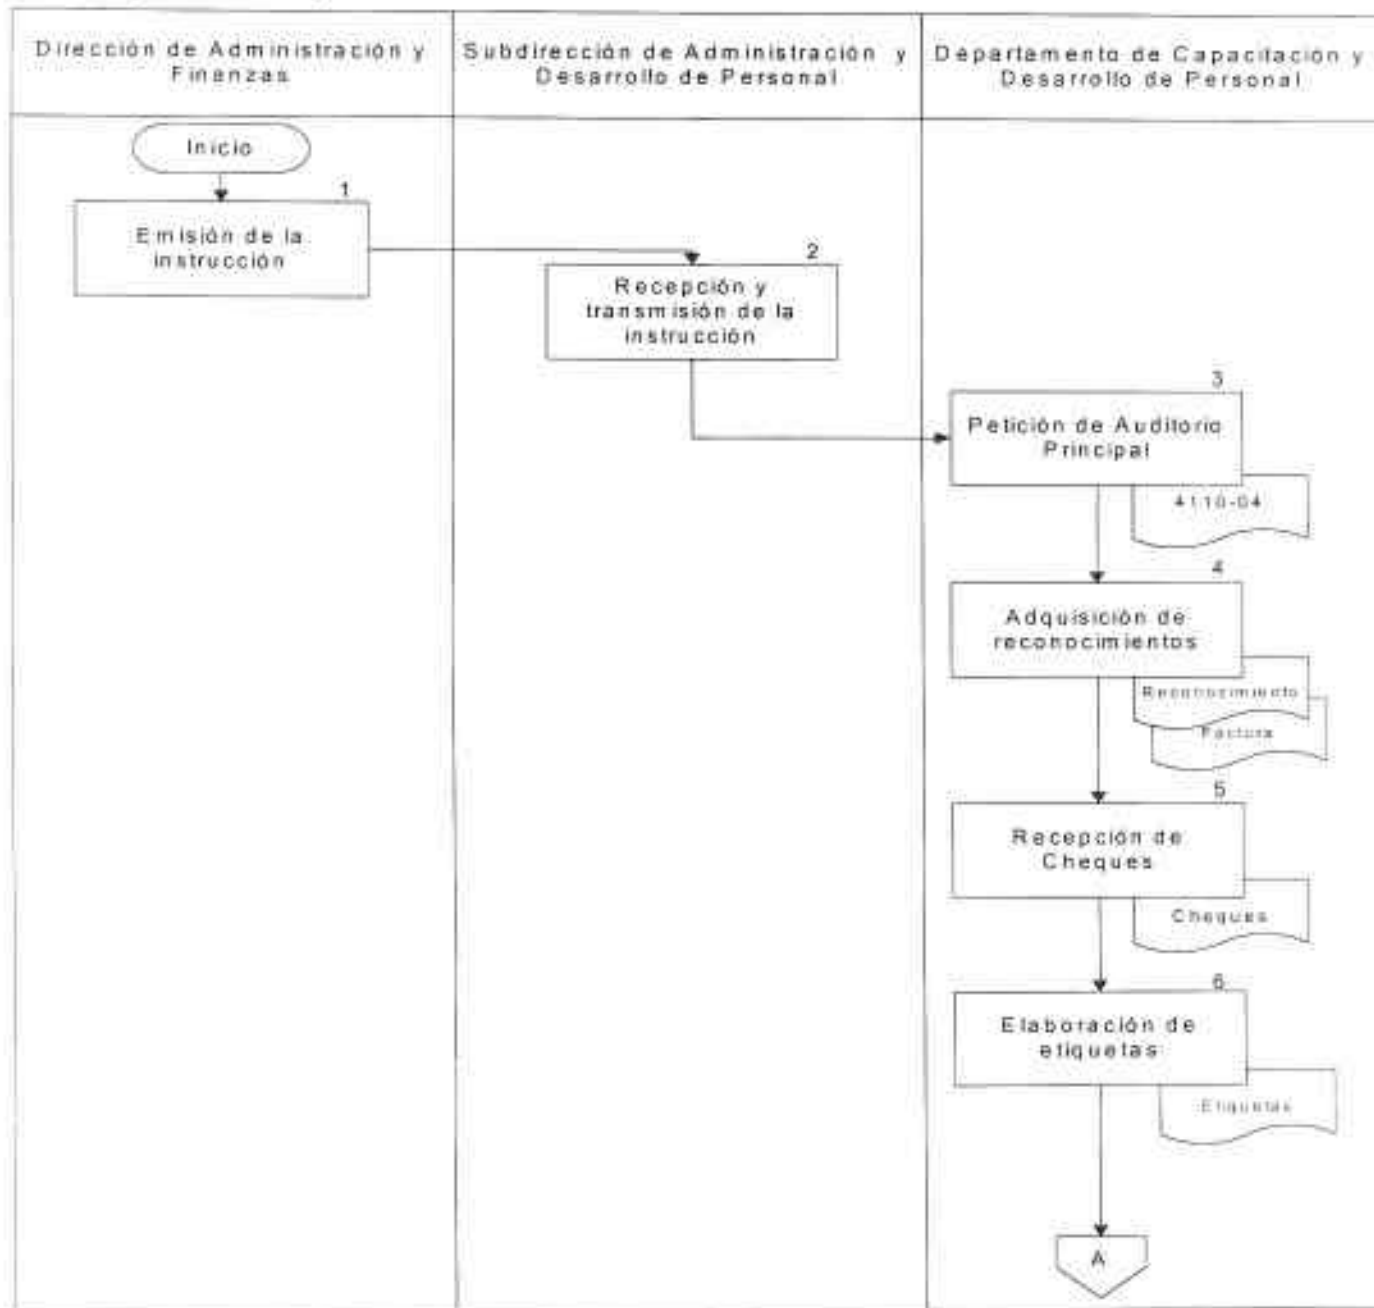 Dirección de Administración y
Finanzas
Subdirección de Administración y
Desarrollo de Personal
Departamento de Capacitación y
Desarrollo de Personal
Inicio
1
Emisión de la
instrucción
2
Recepción y
transmisión de la
instrucción
3
Petición de Auditorio
Principal
4110-04
4
Adquisición de
reconocimientos
Reconozimiento
Factura
5
Recepción de
Cheques
Cheques
6
Elaboración de
etiquetas
Etiquetas
A